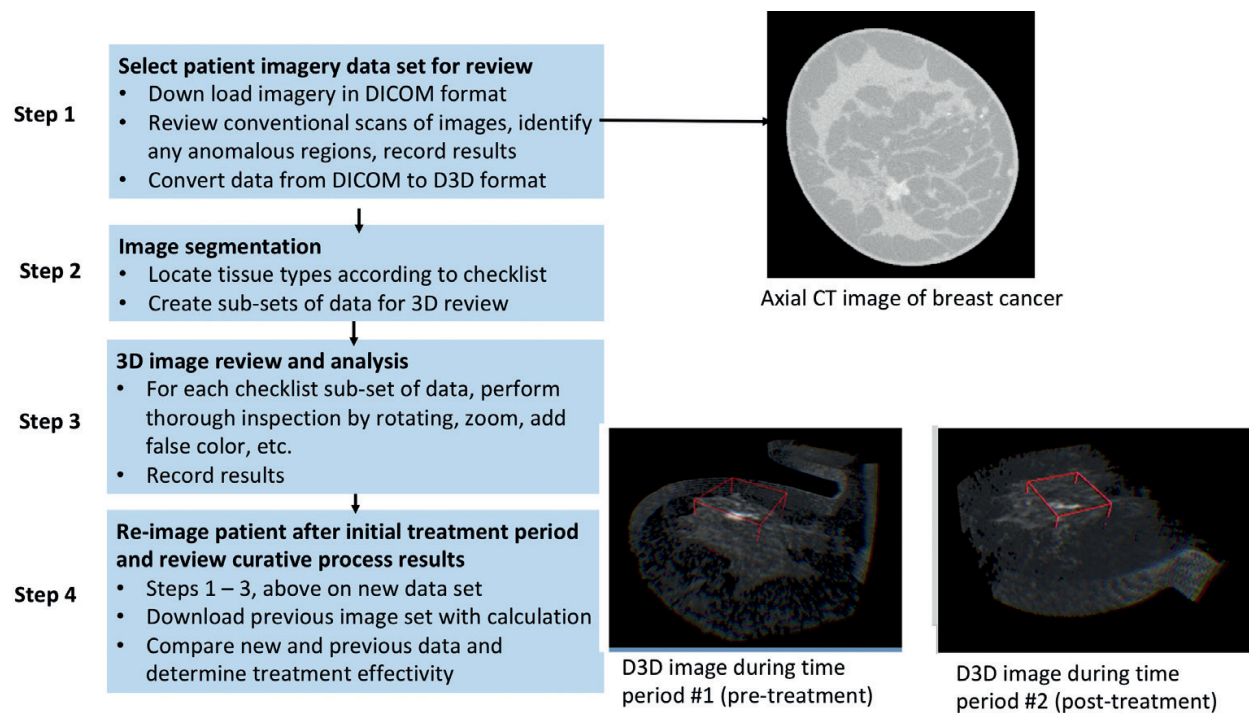 Step 1
Select patient imagery data set for review
• Down load imagery in DICOM format
• Review conventional scans of images, identify
any anomalous regions, record results
• Convert data from DICOM to D3D format
Axial CT image of breast cancer
Step 2
Image segmentation
• Locate tissue types according to checklist
• Create sub-sets of data for 3D review
Step 3
3D image review and analysis
• For each checklist sub-set of data, perform
thorough inspection by rotating, zoom, add
false color, etc.
• Record results
Step 4
Re-image patient after initial treatment period
and review curative process results
• Steps 1 – 3, above on new data set
• Download previous image set with calculation
• Compare new and previous data and
determine treatment effectivity
D3D image during time
period #1 (pre-treatment)
D3D image during time
period #2 (post-treatment)